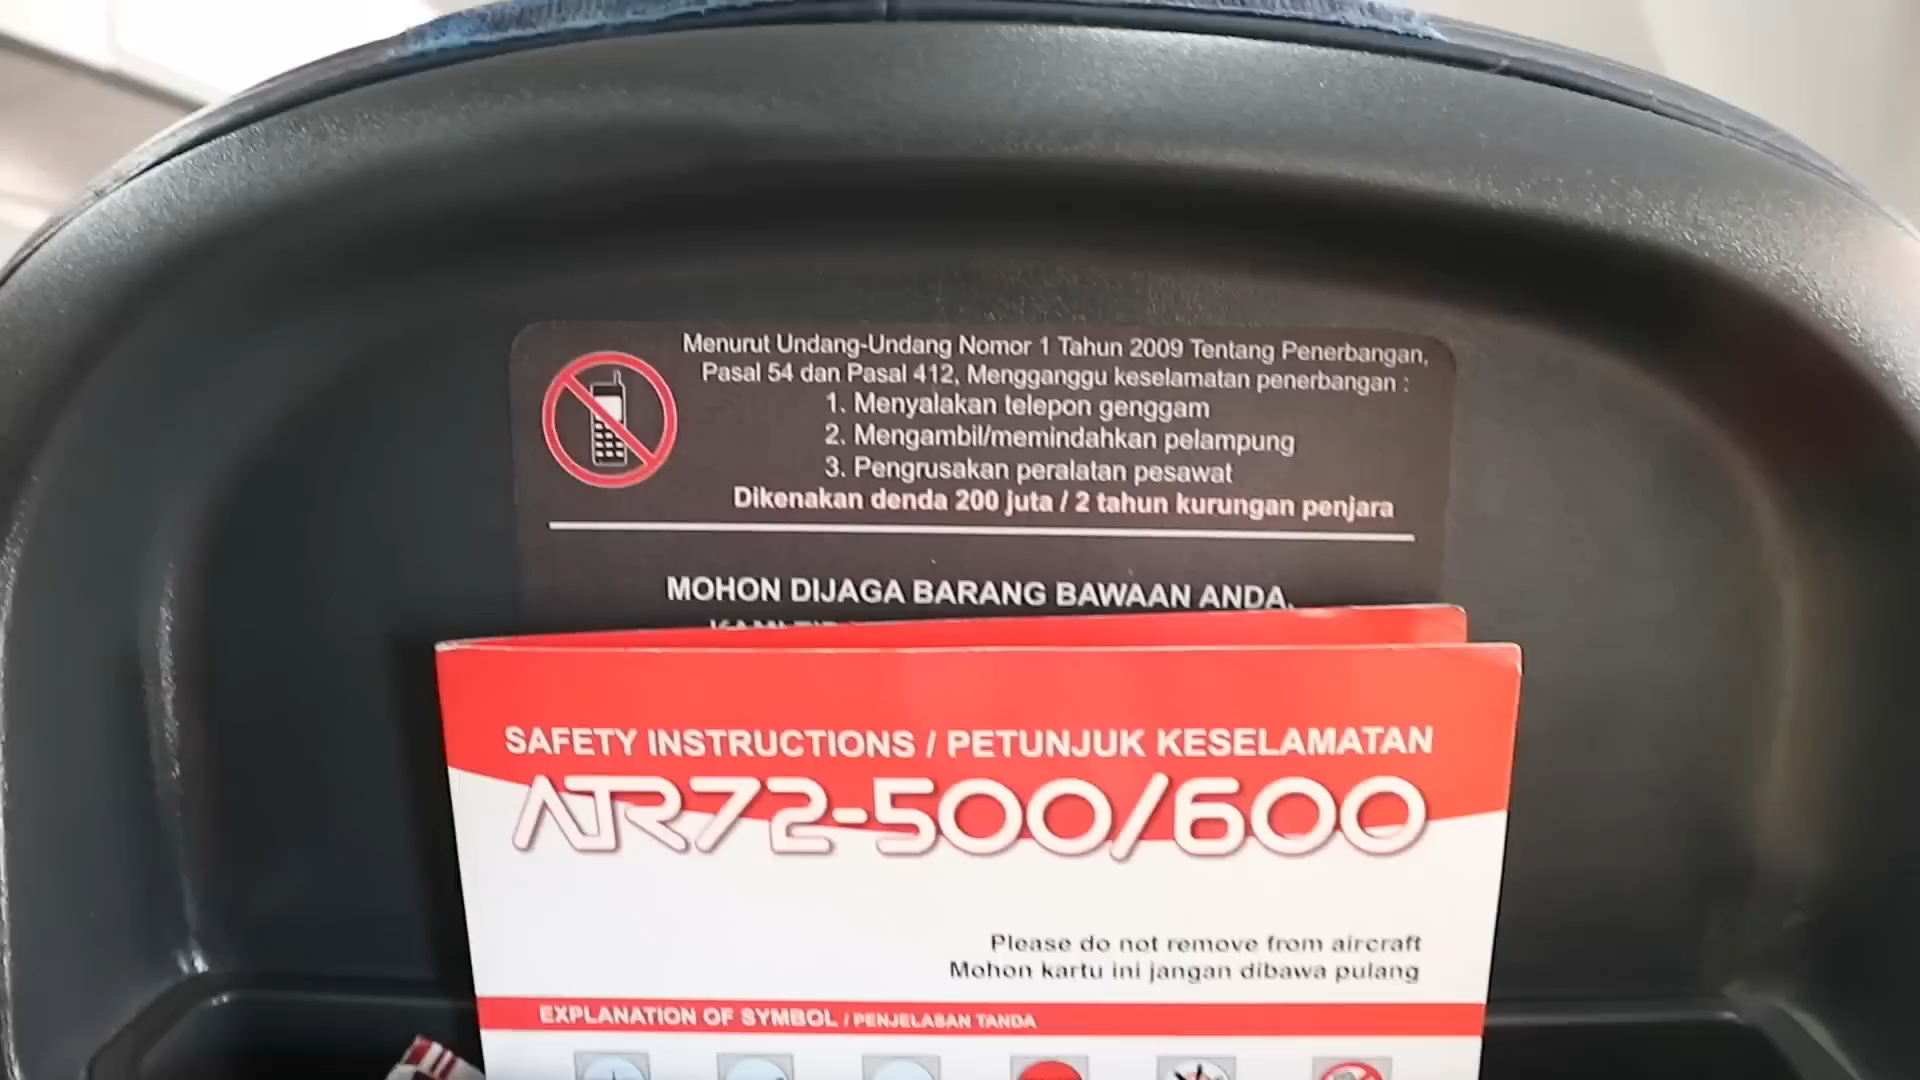 Menurut Undang-Undang Nomor 1 Tahun 2009 Tentang Penerbangan,
Pasal 54 dan Pasal 412, Mengganggu keselamatan penerbangan :
1. Menyalakan telepon genggam
2. Mengambil/memindahkan pelampung
3. Pengrusakan peralatan pesawat
Dikenakan denda 200 juta / 2 tahun kurungan penjara
MOHON DIJAGA BARANG BAWAAN ANDA,
SAFETY INSTRUCTIONS / PETUNJUK KESELAMATAN
ATR72-500/600
Please do not remove from aircraft
Mohon kartu ini jangan dibawa pulang
EXPLANATION OF SYMBOL / PENJELASAN TANDA